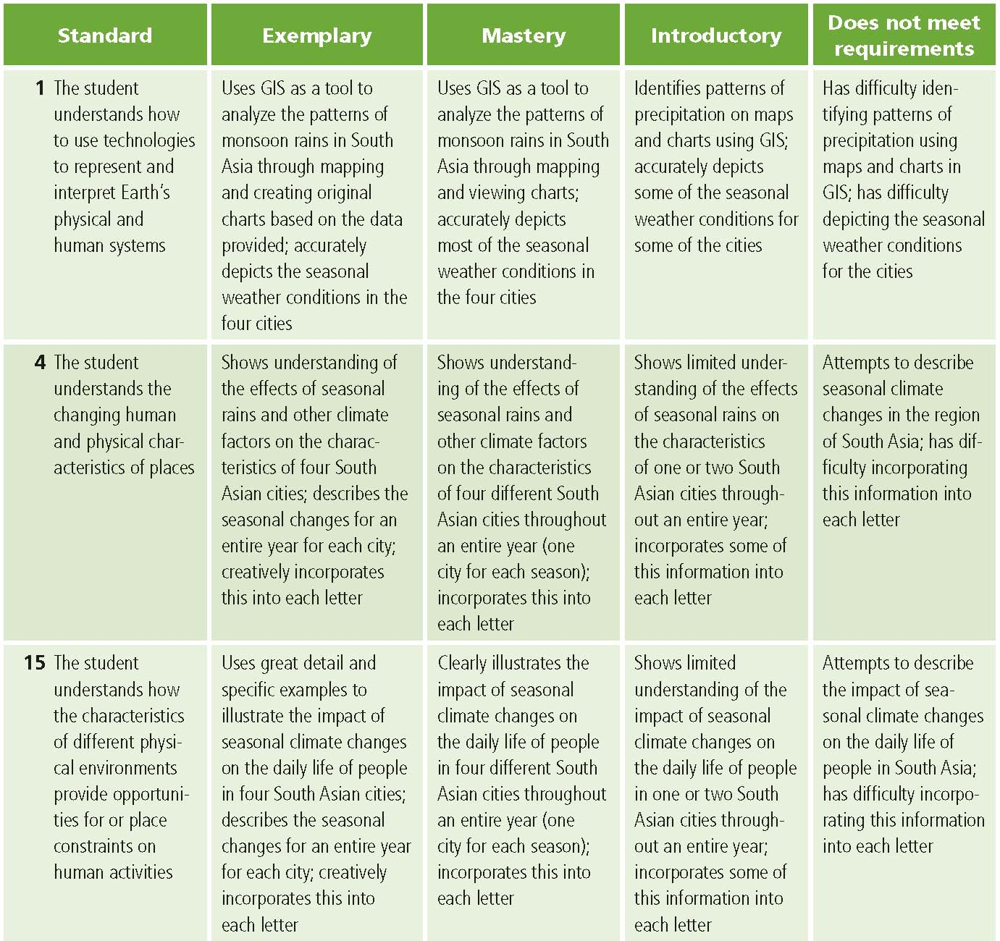 Standard
Exemplary
Mastery
Introductory
Does not meet
requirements
1 The student
understands how
to use technologies
to represent and
interpret Earth’s
physical and
human systems
Uses GIS as a tool to
analyze the patterns of
monsoon rains in South
Asia through mapping
and creating original
charts based on the data
provided; accurately
depicts the seasonal
weather conditions in the
four cities
Uses GIS as a tool to
analyze the patterns of
monsoon rains in South
Asia through mapping
and viewing charts;
accurately depicts
most of the seasonal
weather conditions in
the four cities
Identifies patterns of
precipitation on maps
and charts using GIS;
accurately depicts
some of the seasonal
weather conditions for
some of the cities
Has difficulty iden-
tifying patterns of
precipitation using
maps and charts in
GIS; has difficulty
depicting the seasonal
weather conditions
for the cities
4 The student
understands the
changing human
and physical char-
acteristics of places
Shows understanding of
the effects of seasonal
rains and other climate
factors on the charac-
teristics of four South
Asian cities; describes the
seasonal changes for an
entire year for each city;
creatively incorporates
this into each letter
Shows understand-
ing of the effects of
seasonal rains and
other climate factors
on the characteristics
of four different South
Asian cities throughout
an entire year (one
city for each season);
incorporates this into
each letter
Shows limited under-
standing of the effects
of seasonal rains on
the characteristics
of one or two South
Asian cities through-
out an entire year;
incorporates some of
this information into
each letter
Attempts to describe
seasonal climate
changes in the region
of South Asia; has dif-
ficulty incorporating
this information into
each letter
15 The student
understands how
the characteristics
of different physi-
cal environments
provide opportuni-
ties for or place
constraints on
human activities
Uses great detail and
specific examples to
illustrate the impact of
seasonal climate changes
on the daily life of people
in four South Asian cities;
describes the seasonal
changes for an entire year
for each city; creatively
incorporates this into
each letter
Clearly illustrates the
impact of seasonal
climate changes on
the daily life of people
in four different South
Asian cities throughout
an entire year (one
city for each season);
incorporates this into
each letter
Shows limited
understanding of the
impact of seasonal
climate changes on
the daily life of people
in one or two South
Asian cities through-
out an entire year;
incorporates some of
this information into
each letter
Attempts to describe
the impact of sea-
sonal climate changes
on the daily life of
people in South Asia;
has difficulty incorpo-
rating this information
into each letter